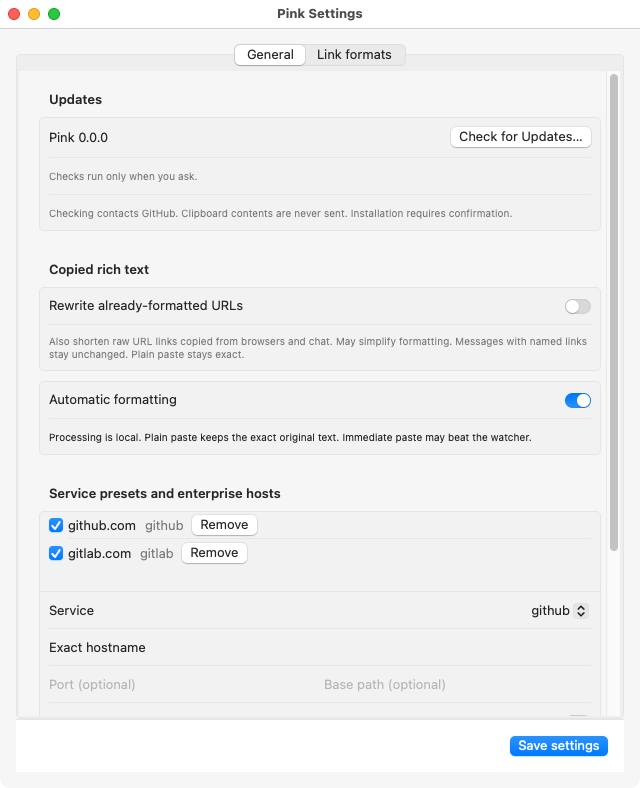 Pink Settings
General Link formats
Updates
Pink 0.0.0 Check for Updates...
Checks run only when you ask.
Checking contacts GitHub. Clipboard contents are never sent. Installation requires confirmation.
Copied rich text
Rewrite already-formatted URLs
Also shorten raw URL links copied from browsers and chat. May simplify formatting. Messages with named links
stay unchanged. Plain paste stays exact.
Automatic formatting
Processing is local. Plain paste keeps the exact original text. Immediate paste may beat the watcher.
Service presets and enterprise hosts
github.com github Remove
gitlab.com gitlab Remove
Service github
Exact hostname
Port (optional) Base path (optional)
Save settings